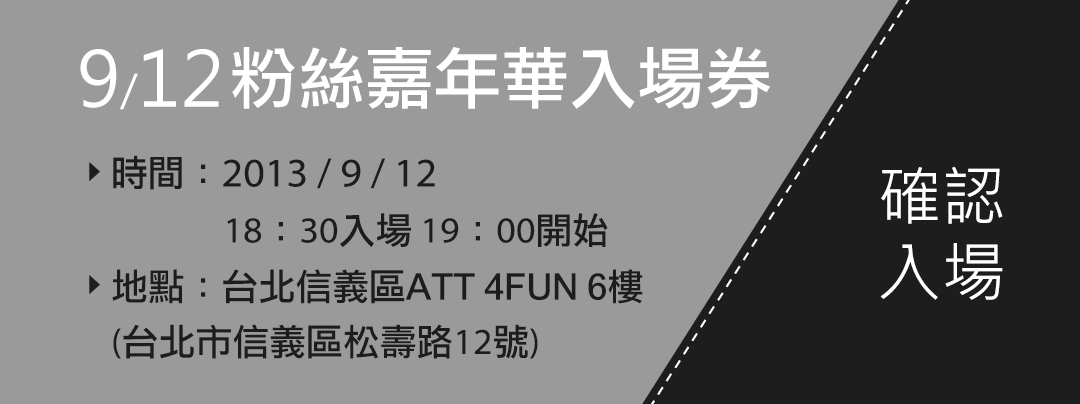 9/12粉絲嘉年華入場券
時間：2013 / 9 / 12
18：30入場 19：00開始
地點：台北信義區ATT 4FUN 6樓
(台北市信義區松壽路12號)
確認
入場